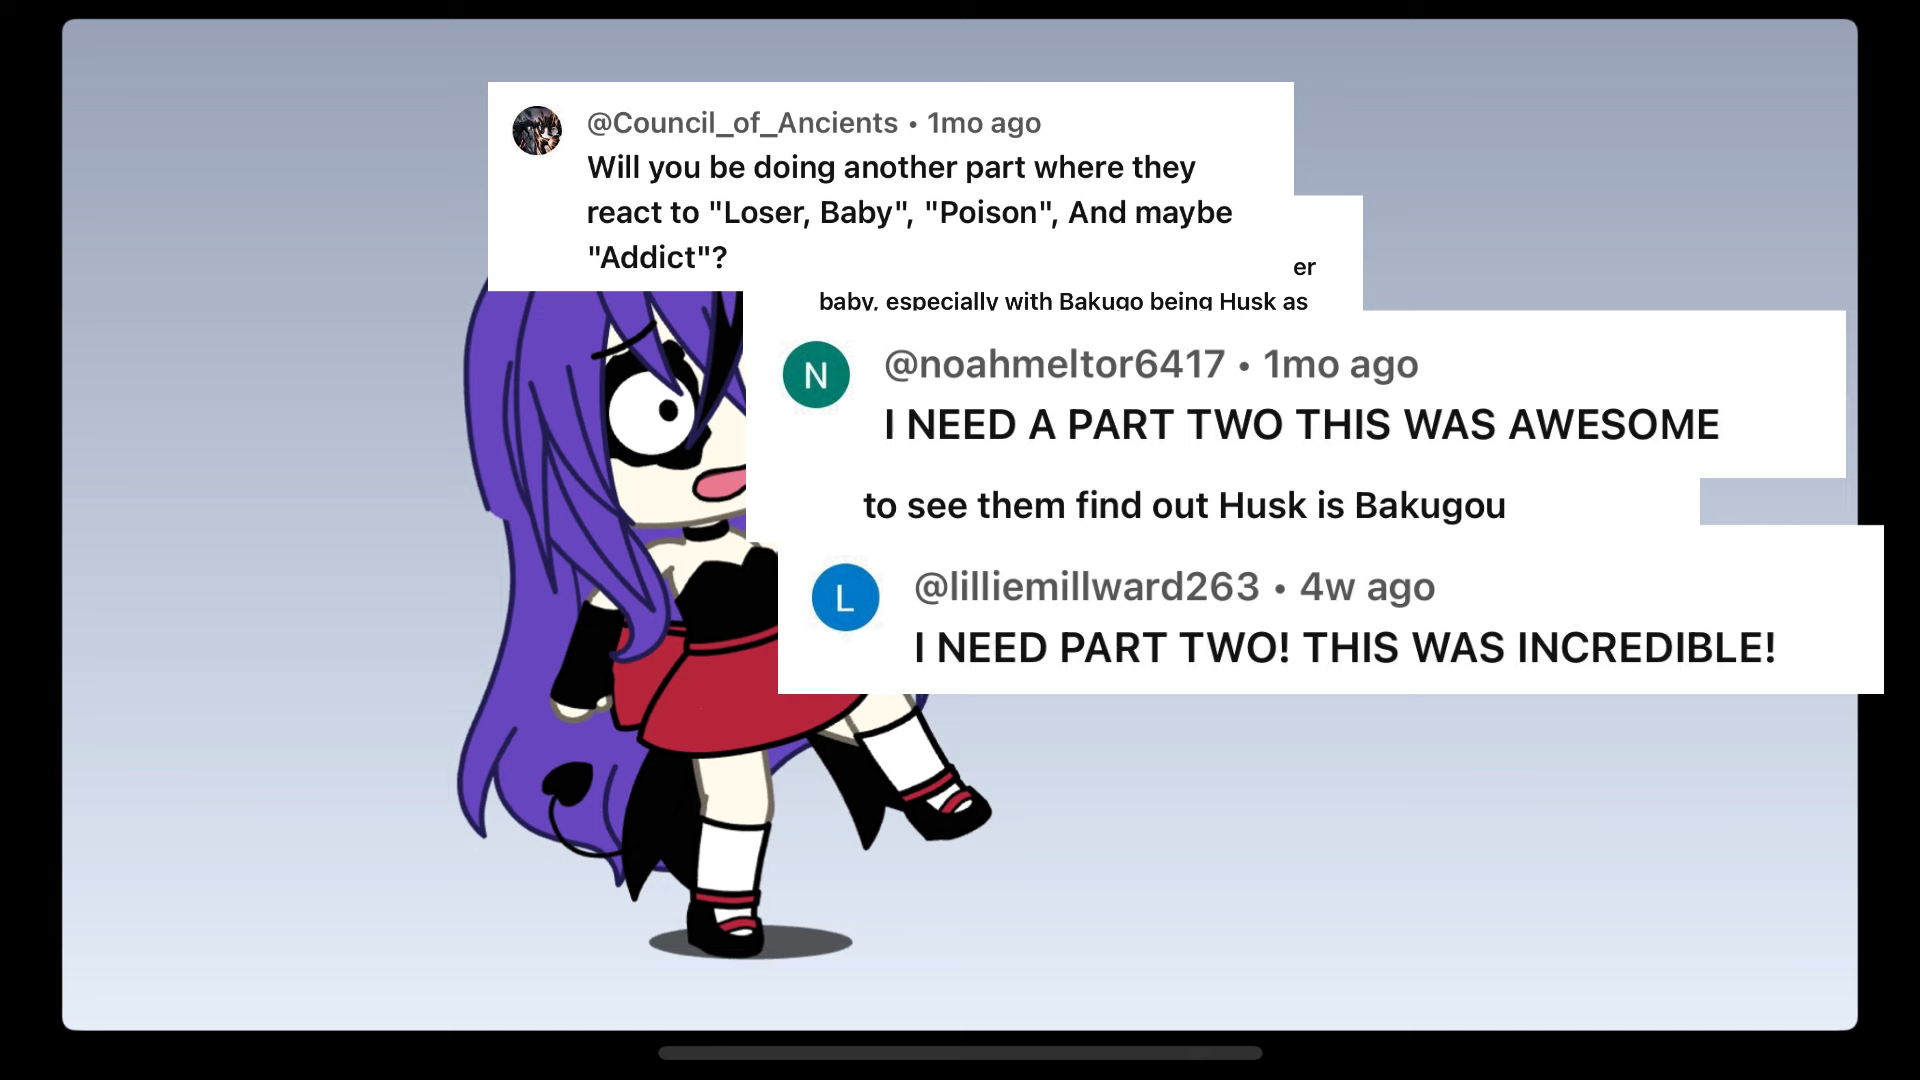 @Council_of_Ancients • 1mo ago
Will you be doing another part where they
react to "Loser, Baby", "Poison", And maybe
"Addict"?
er
baby, especially with Bakugo being Husk as
N
@noahmeltor6417 • 1mo ago
I NEED A PART TWO THIS WAS AWESOME
to see them find out Husk is Bakugou
L
@lilliemillward263 • 4w ago
I NEED PART TWO! THIS WAS INCREDIBLE!